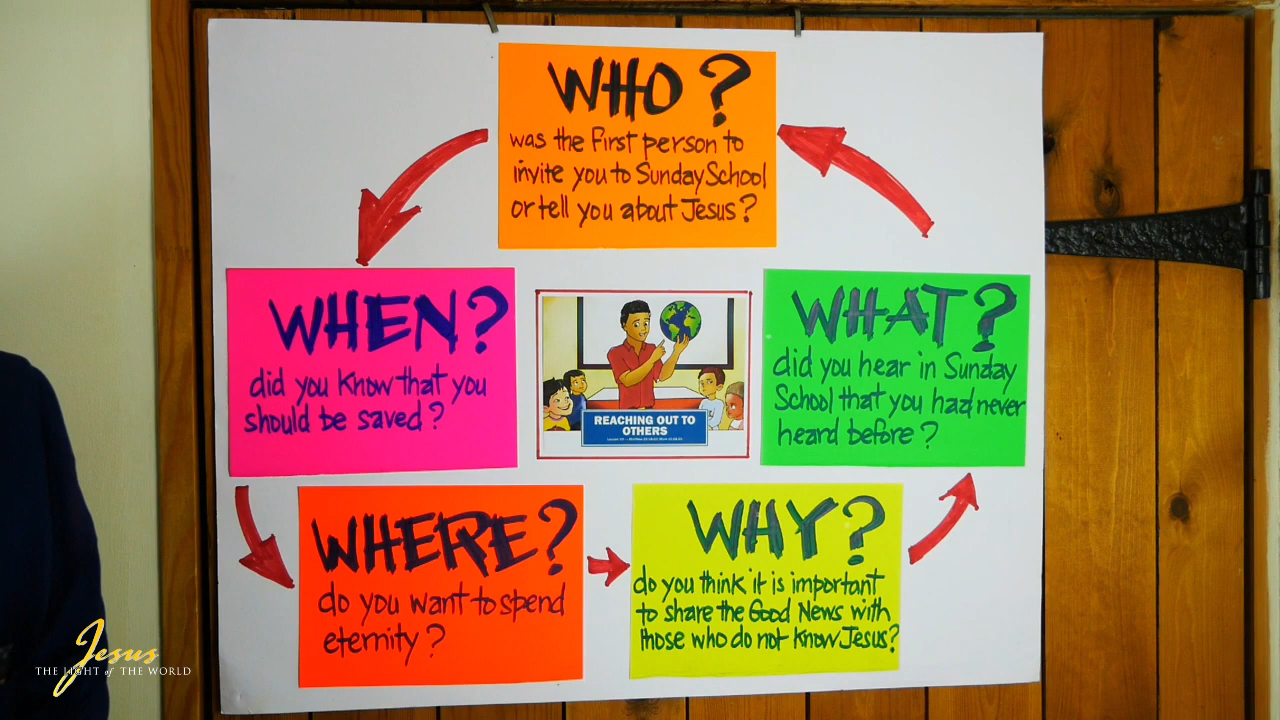 WHO?
was the First person to
invite you to Sunday School
or tell you about Jesus?
WHEN?
did you know that you
should be saved?
WHERE?
do you want to spend
eternity?
WHY?
do you think it is important
to share the Good News with
those who do not know Jesus?
WHAT?
did you hear in Sunday
School that you had never
heard before?
REACHING OUT TO
OTHERS
Jesus
THE LIGHT of THE WORLD